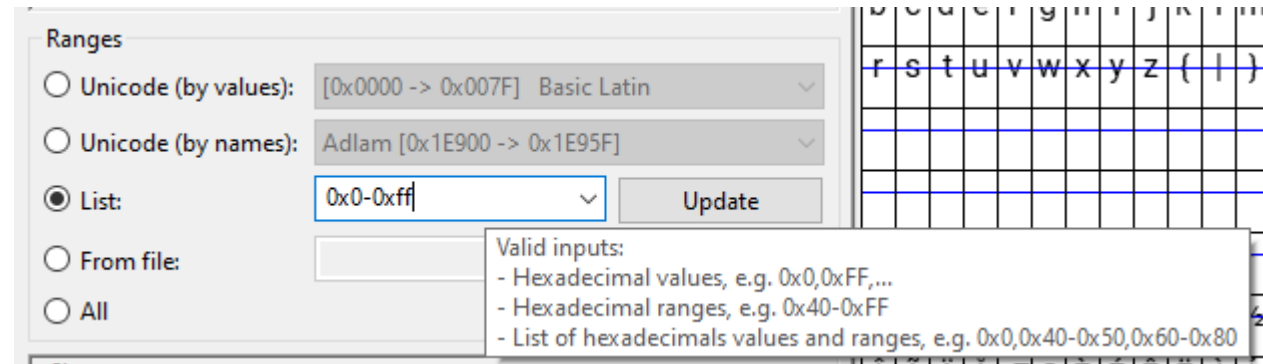 Ranges
Unicode (by values): [0x0000 -> 0x007F] Basic Latin
Unicode (by names): Adlam [0x1E900 -> 0x1E95F]
List: 0x0-0xff Update
From file:
All
Valid inputs:
- Hexadecimal values, e.g. 0x0,0xFF,...
- Hexadecimal ranges, e.g. 0x40-0xFF
- List of hexadecimals values and ranges, e.g. 0x0,0x40-0x50,0x60-0x80
r s t u v w x y z { | }